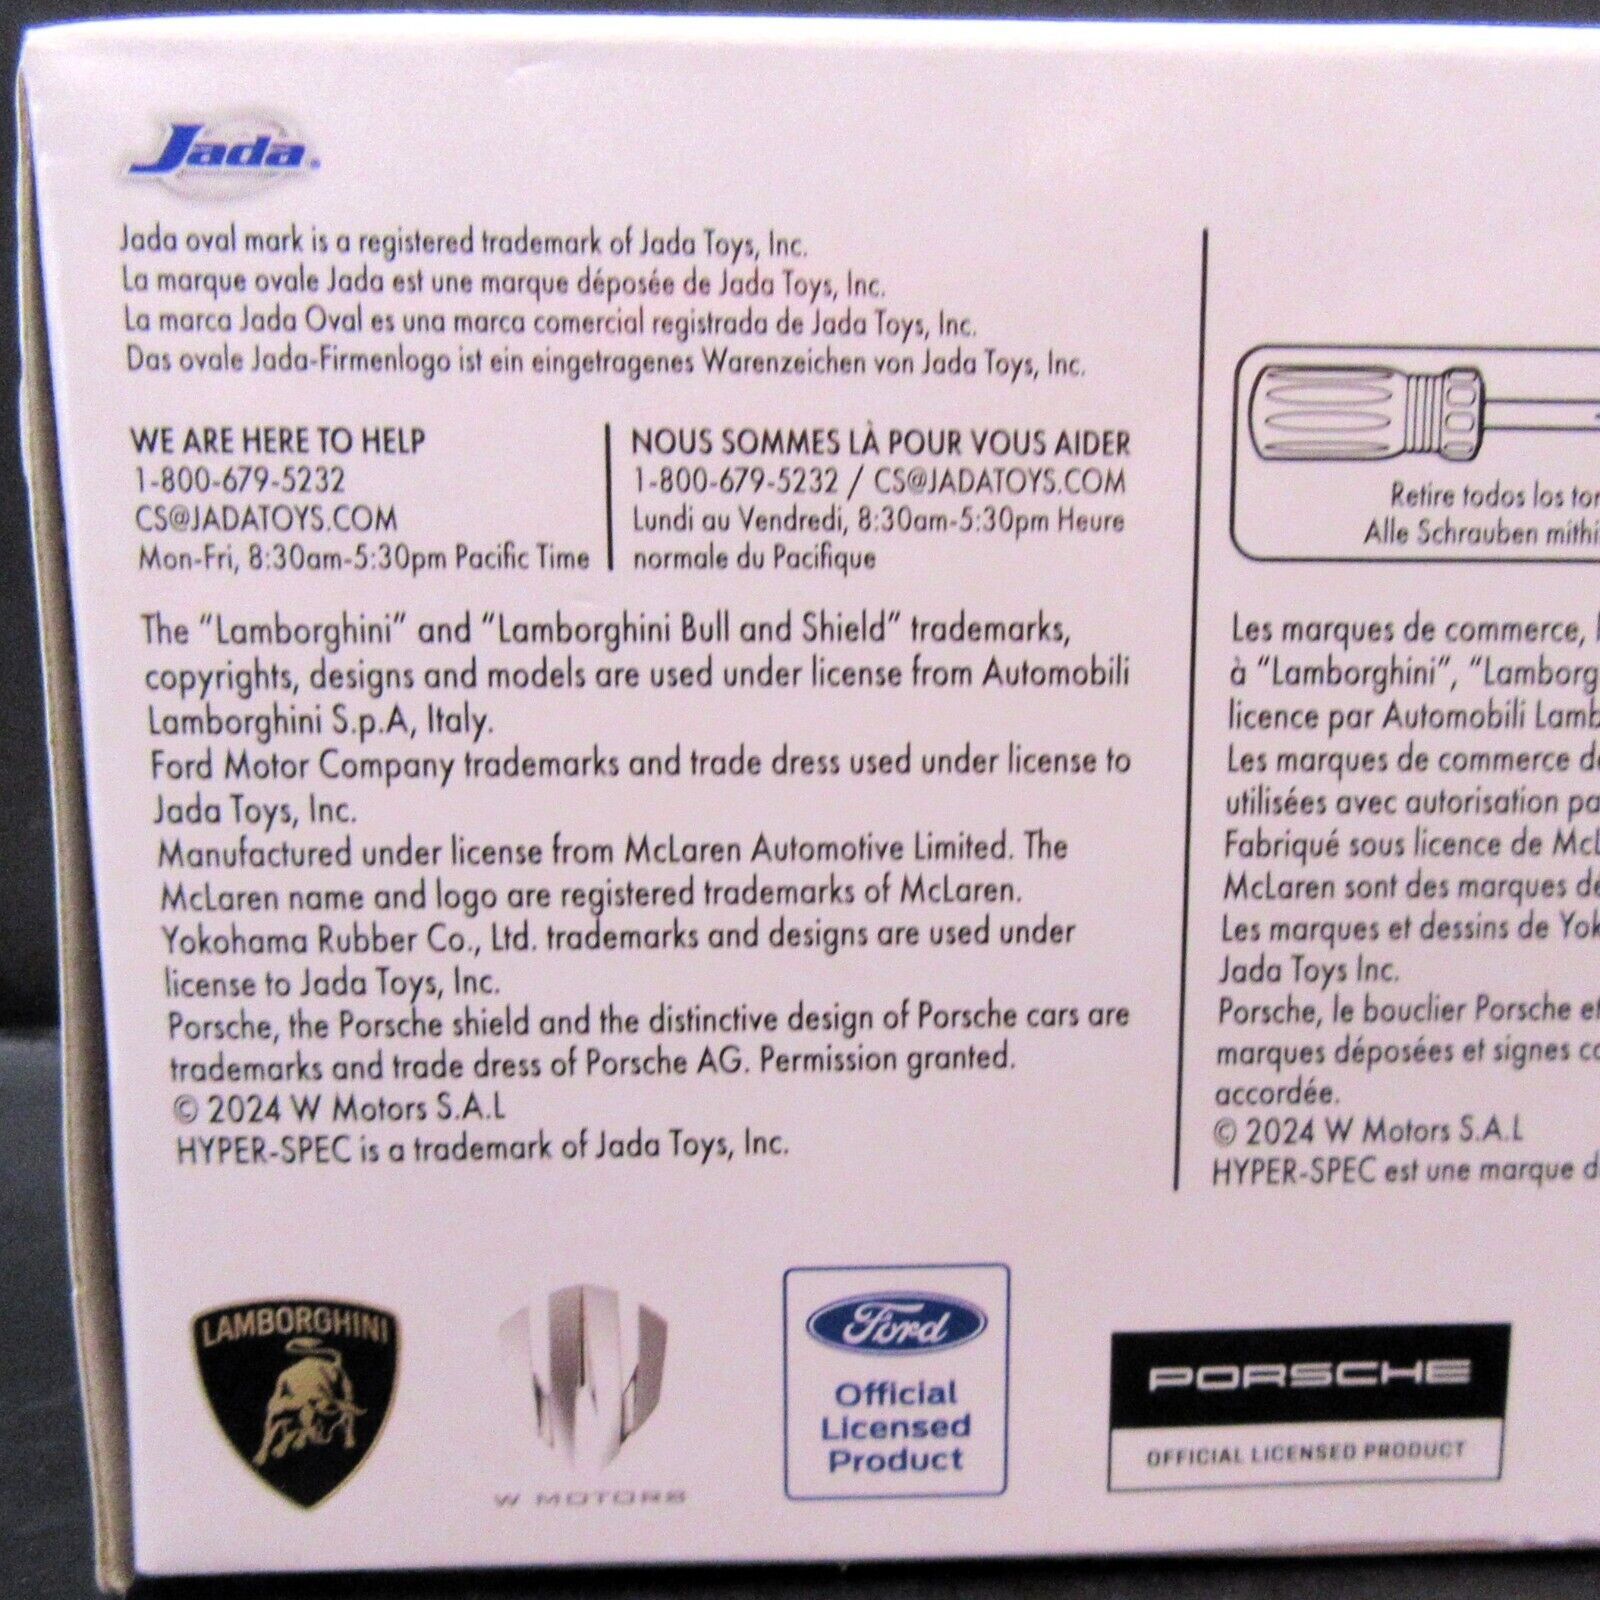 Jada
Jada oval mark is a registered trademark of Jada Toys, Inc.
La marque ovale Jada est une marque déposée de Jada Toys, Inc.
La marca Jada Oval es una marca comercial registrada de Jada Toys, Inc.
Das ovale Jada-Firmenlogo ist ein eingetragenes Warenzeichen von Jada Toys, Inc.
WE ARE HERE TO HELP
1-800-679-5232
CS@JADATOYS.COM
Mon-Fri, 8:30am-5:30pm Pacific Time
NOUS SOMMES LÀ POUR VOUS AIDER
1-800-679-5232 / CS@JADATOYS.COM
Lundi au Vendredi, 8:30am-5:30pm Heure
normale du Pacifique
The "Lamborghini" and "Lamborghini Bull and Shield" trademarks,
copyrights, designs and models are used under license from Automobili
Lamborghini S.p.A, Italy.
Ford Motor Company trademarks and trade dress used under license to
Jada Toys, Inc.
Manufactured under license from McLaren Automotive Limited. The
McLaren name and logo are registered trademarks of McLaren.
Yokohama Rubber Co., Ltd. trademarks and designs are used under
license to Jada Toys, Inc.
Porsche, the Porsche shield and the distinctive design of Porsche cars are
trademarks and trade dress of Porsche AG. Permission granted.
© 2024 W Motors S.A.L
HYPER-SPEC is a trademark of Jada Toys, Inc.
Retire todos los
Alle Schrauben
Les marques de commerce,
à "Lamborghini",
licence par Automobili
Les marques de commerce
utilisées avec autorisation
Fabriqué sous licence de
McLaren sont des marques
Les marques et dessins de
Jada Toys Inc.
Porsche, le bouclier Porsche
marques déposées et signes
accordée.
© 2024 W Motors S.A.L
HYPER-SPEC est une marque
LAMBORGHINI
W MOTORS
Ford
Official
Licensed
Product
PORSCHE
OFFICIAL LICENSED PRODUCT